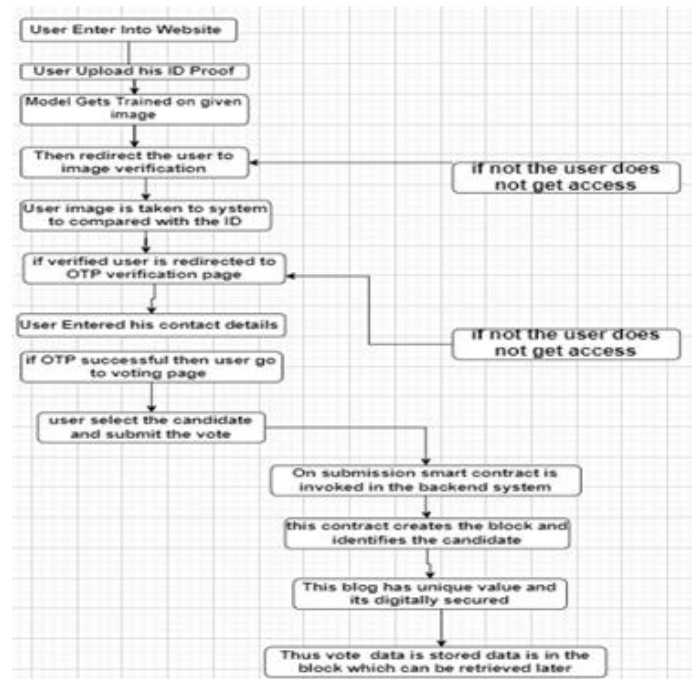 User Enter Into Website
User Upload his ID Proof
Model Gets Trained on given
image
Then redirect the user to
image verification
if not the user does
not get access
User image is taken to system
to compared with the ID
if verified user is redirected to
OTP verification page
User Entered his contact details
if not the user does
not get access
if OTP successful then user go
to voting page
user select the candidate
and submit the vote
On submission smart contract is
invoked in the backend system
this contract creates the block and
identifies the candidate
This blog has unique value and
its digitally secured
Thus vote data is stored data is in the
block which can be retrieved later